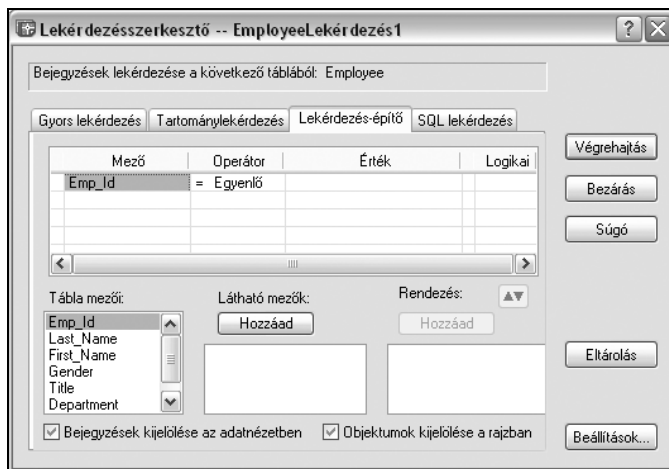 Lekérdezésszerkesztő -- EmployeeLekérdezés1
Bejegyzések lekérdezése a következő táblából: Employee
Gyors lekérdezés Tartománylekérdezés Lekérdezés-építő SQL lekérdezés
Mező Operátor Érték Logikai
Emp_Id = Egyenlő
Végrehajtás
Bezárás
Súgó
Tábla mezői: Látható mezők: Rendezés:
Hozzáad Hozzáad
Emp_Id
Last_Name
First_Name
Gender
Title
Department
Eltárolás
Bejegyzések kijelölése az adatnézetben Objektumok kijelölése a rajzban
Beállítások...